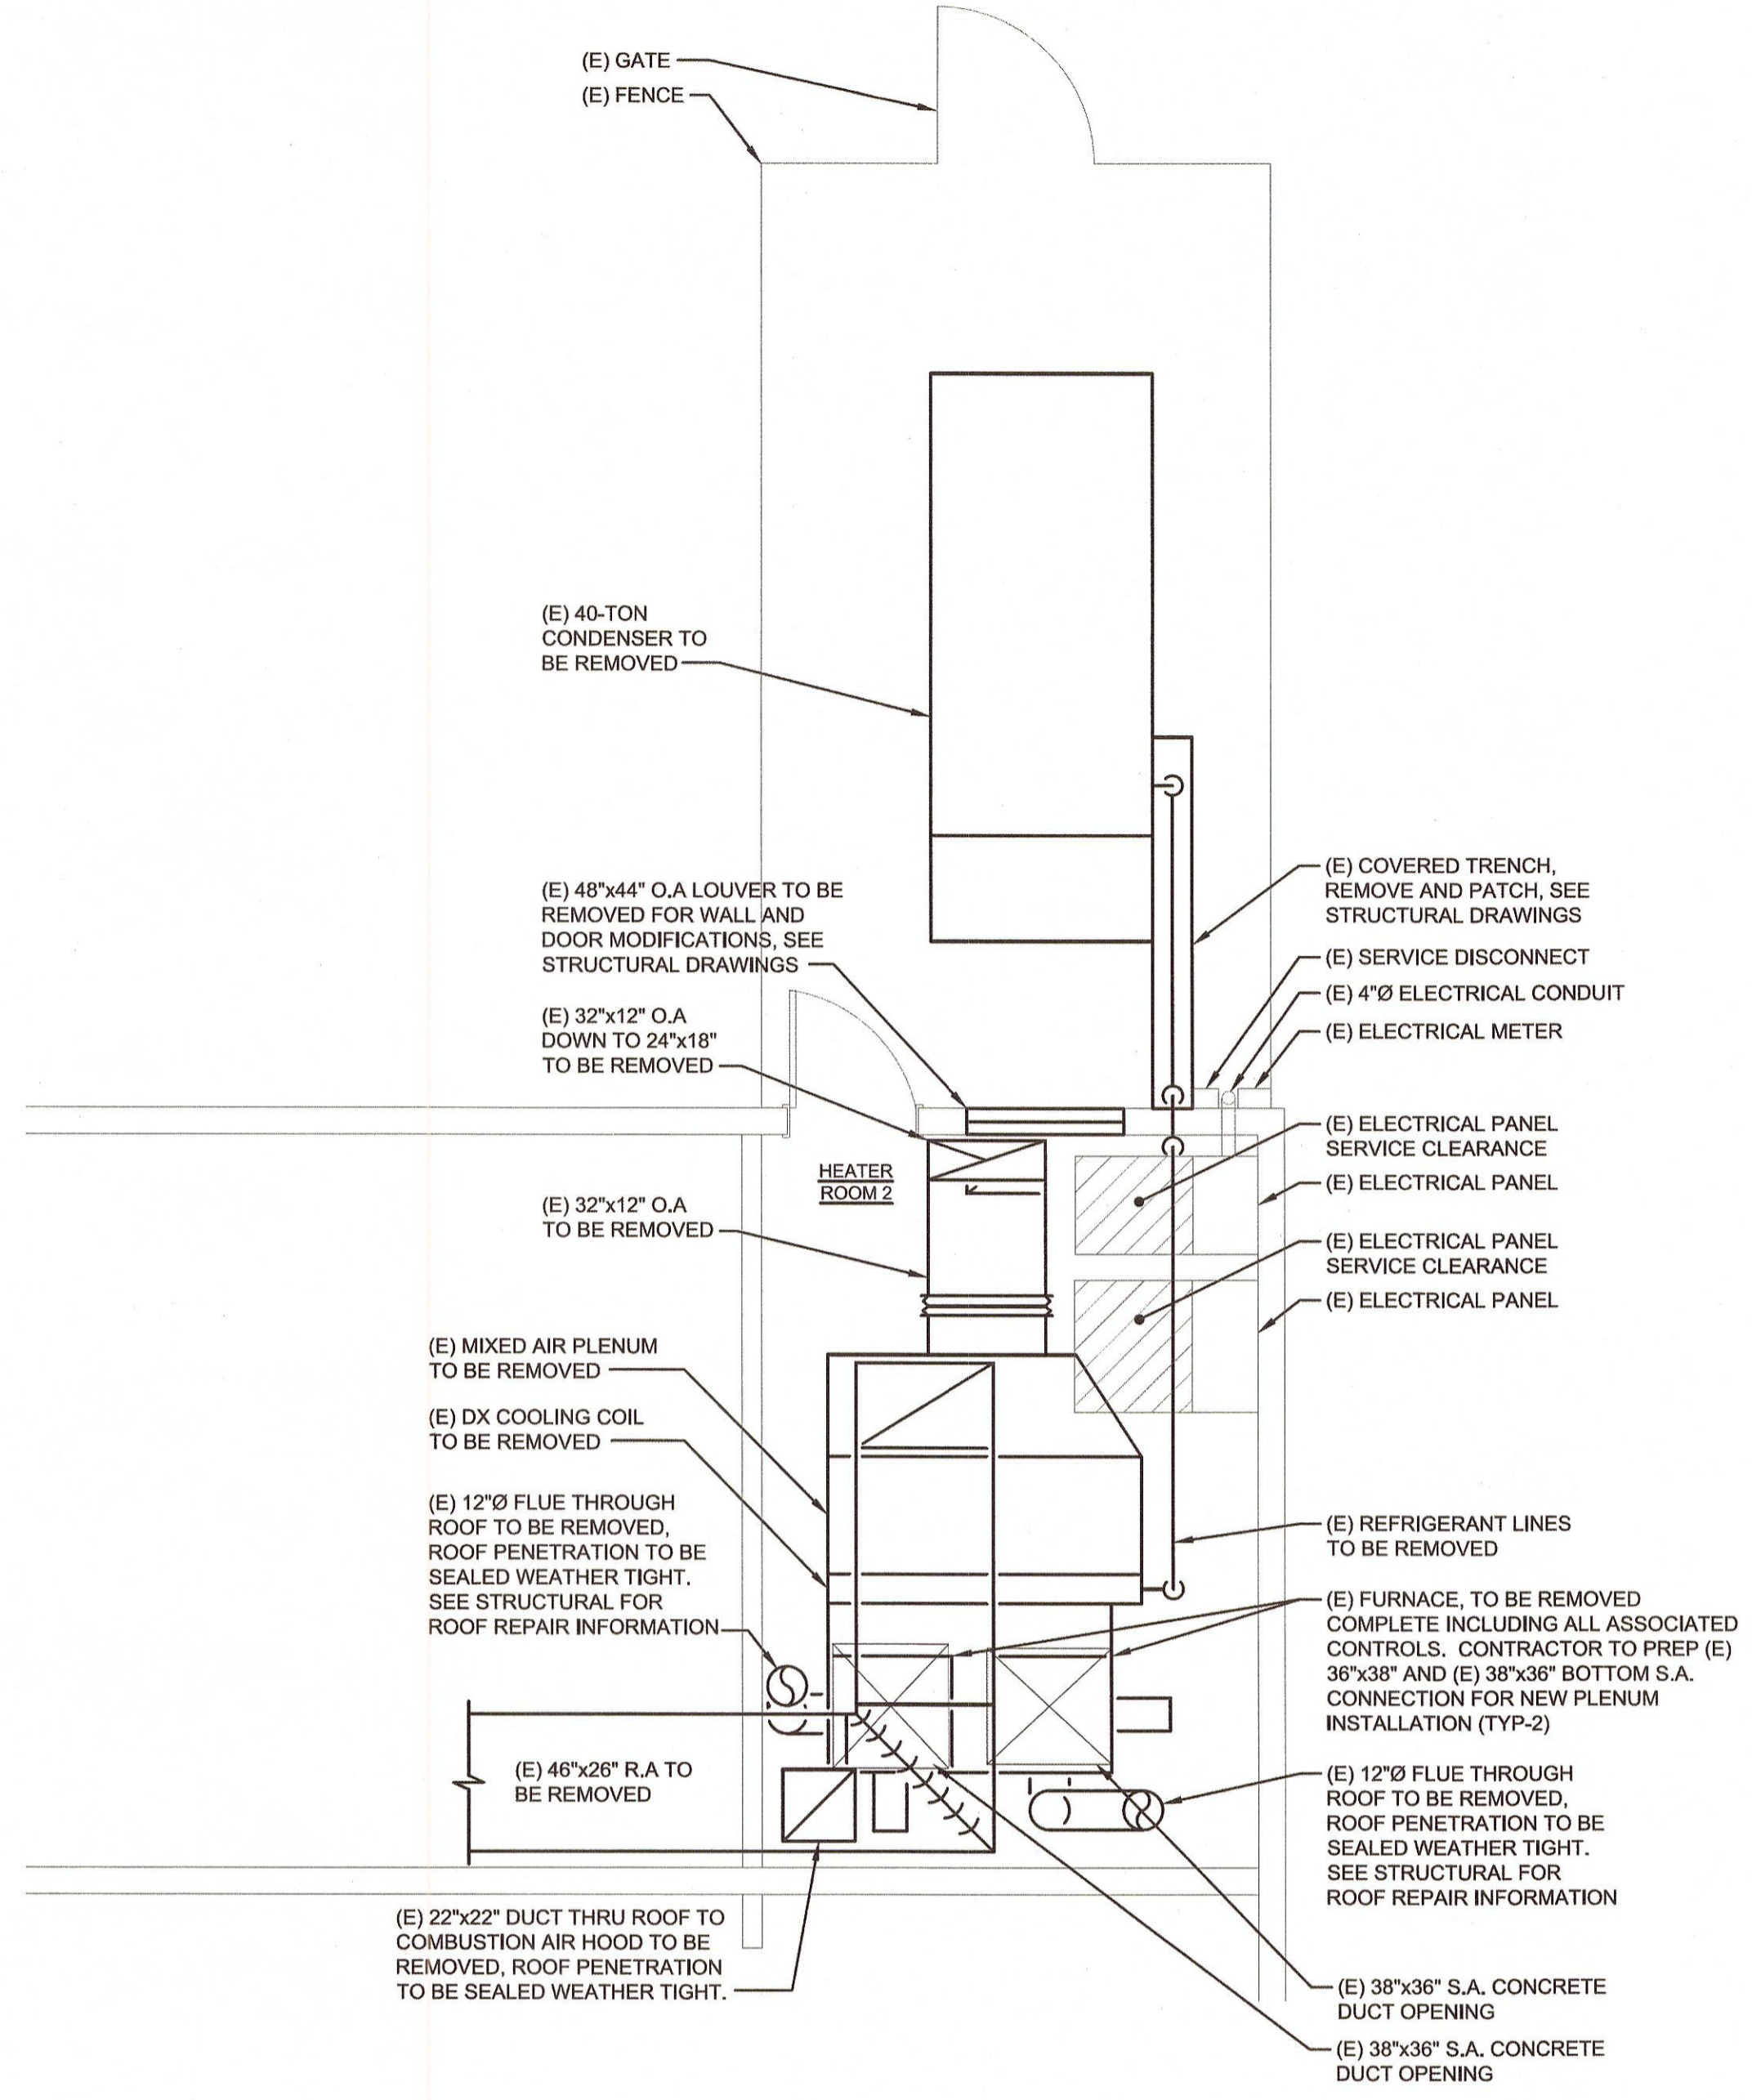 (E) GATE
(E) FENCE
(E) 40-TON
CONDENSER TO
BE REMOVED
(E) 48"x44" O.A LOUVER TO BE
REMOVED FOR WALL AND
DOOR MODIFICATIONS, SEE
STRUCTURAL DRAWINGS
(E) 32"x12" O.A
DOWN TO 24"x18"
TO BE REMOVED
HEATER
ROOM 2
(E) 32"x12" O.A
TO BE REMOVED
(E) MIXED AIR PLENUM
TO BE REMOVED
(E) DX COOLING COIL
TO BE REMOVED
(E) 12"Ø FLUE THROUGH
ROOF TO BE REMOVED,
ROOF PENETRATION TO BE
SEALED WEATHER TIGHT.
SEE STRUCTURAL FOR
ROOF REPAIR INFORMATION
(E) 46"x26" R.A TO
BE REMOVED
(E) 22"x22" DUCT THRU ROOF TO
COMBUSTION AIR HOOD TO BE
REMOVED, ROOF PENETRATION
TO BE SEALED WEATHER TIGHT.
(E) COVERED TRENCH,
REMOVE AND PATCH, SEE
STRUCTURAL DRAWINGS
(E) SERVICE DISCONNECT
(E) 4"Ø ELECTRICAL CONDUIT
(E) ELECTRICAL METER
(E) ELECTRICAL PANEL
SERVICE CLEARANCE
(E) ELECTRICAL PANEL
(E) ELECTRICAL PANEL
SERVICE CLEARANCE
(E) ELECTRICAL PANEL
(E) REFRIGERANT LINES
TO BE REMOVED
(E) FURNACE, TO BE REMOVED
COMPLETE INCLUDING ALL ASSOCIATED
CONTROLS. CONTRACTOR TO PREP (E)
36"x38" AND (E) 38"x36" BOTTOM S.A.
CONNECTION FOR NEW PLENUM
INSTALLATION (TYP-2)
(E) 12"Ø FLUE THROUGH
ROOF TO BE REMOVED,
ROOF PENETRATION TO BE
SEALED WEATHER TIGHT.
SEE STRUCTURAL FOR
ROOF REPAIR INFORMATION
(E) 38"x36" S.A. CONCRETE
DUCT OPENING
(E) 38"x36" S.A. CONCRETE
DUCT OPENING